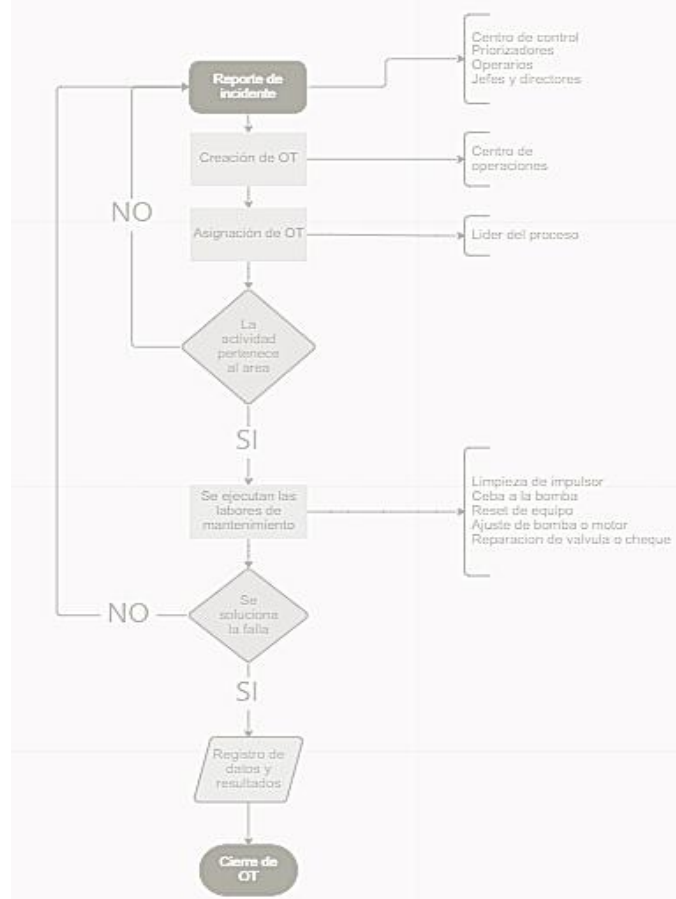 Centro de control
Priorizadores
Operarios
Jefes y directores
Reporte de
incidente
Creación de OT
Centro de
operaciones
NO
Asignación de OT
Lider del proceso
La
actividad
pertenece
al area
SI
Se ejecutan las
labores de
mantenimiento
Limpieza de impulsor
Ceba a la bomba
Reset de equipo
Ajuste de bomba o motor
Reparacion de valvula o cheque
Se
soluciona
la falla
NO
SI
Registro de
datos y
resultados
Cierre de
OT